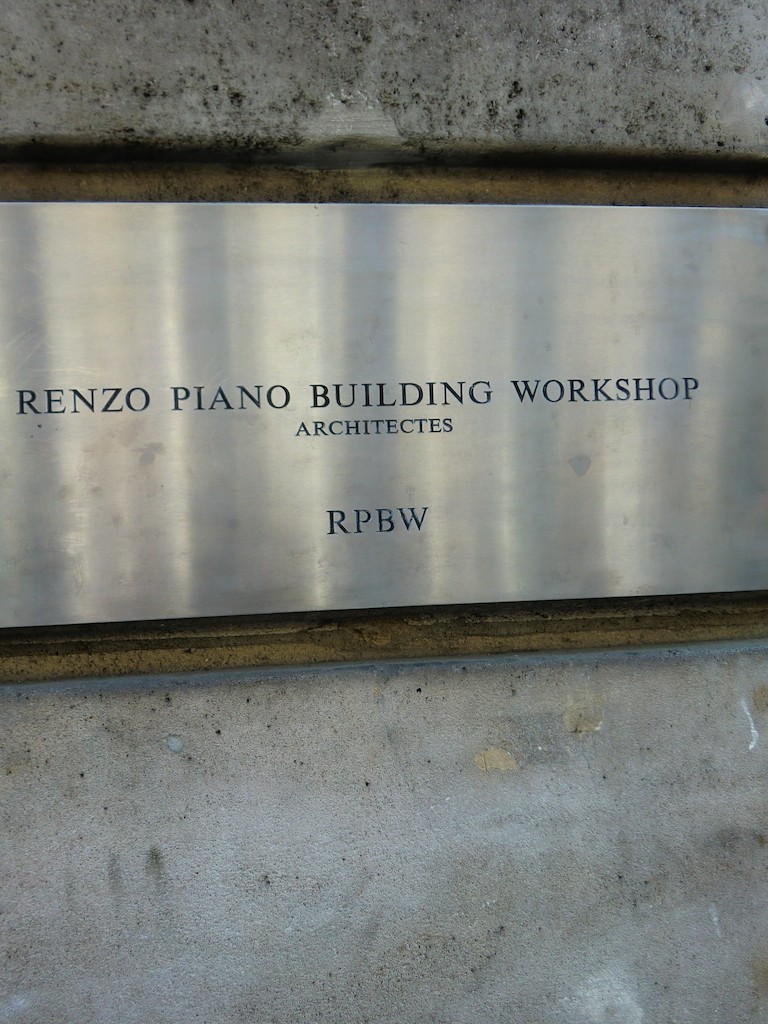 RENZO PIANO BUILDING WORKSHOP
ARCHITECTES
RPBW